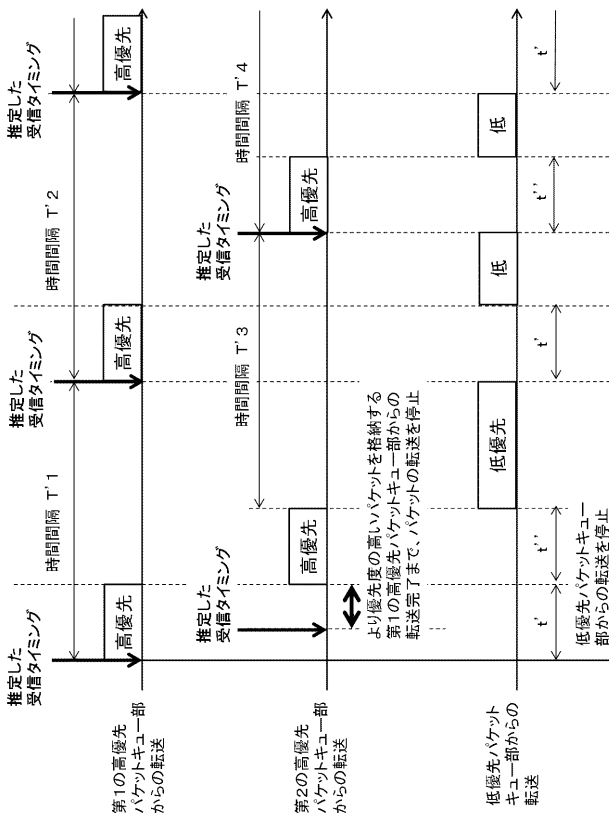 推定した
受信タイミング
時間間隔 T'1
推定した
受信タイミング
時間間隔 T'2
推定した
受信タイミング
高優先
高優先
高優先
第1の高優先
パケットキュー部
からの転送
推定した
受信タイミング
時間間隔 T'3
推定した
受信タイミング
時間間隔 T'4
高優先
高優先
第2の高優先
パケットキュー部
からの転送
より優先度の高いパケットを格納する
第1の高優先パケットキュー部からの
転送完了まで、パケットの転送を停止
低優先
低
低
低優先パケット
キュー部からの
転送
t'
t''
t'
t''
t'
低優先パケットキュー
部からの転送を停止